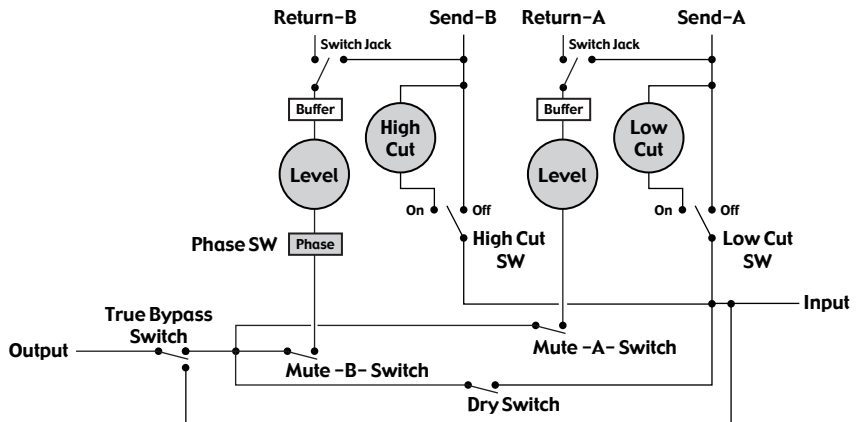 Return-B
Send-B
Return-A
Send-A
Switch Jack
Switch Jack
Buffer
High
Cut
Buffer
Low
Cut
Level
Level
On
Off
On
Off
Phase SW
Phase
High Cut
SW
Low Cut
SW
Input
True Bypass
Switch
Output
Mute -A- Switch
Mute -B- Switch
Dry Switch